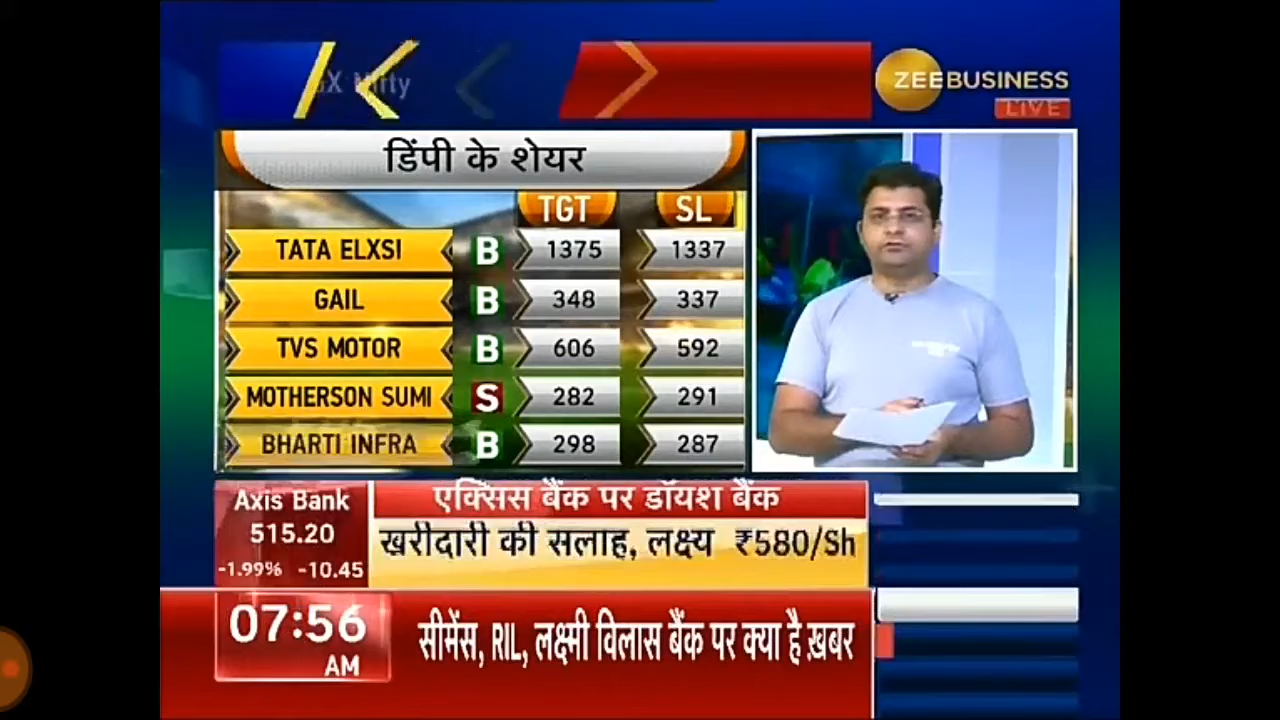 Nifty
ZEEBUSINESS
LIVE
डिंपी के शेयर
TGT SL
TATA ELXSI B 1375 1337
GAIL B 348 337
TVS MOTOR B 606 592
MOTHERSON SUMI S 282 291
BHARTI INFRA B 298 287
Axis Bank
515.20
-1.99% -10.45
एक्सिस बैंक पर डॉयश बैंक
खरीदारी की सलाह, लक्ष्य ₹580/Sh
07:56
AM
सीमेंस, RIL, लक्ष्मी विलास बैंक पर क्या है ख़बर